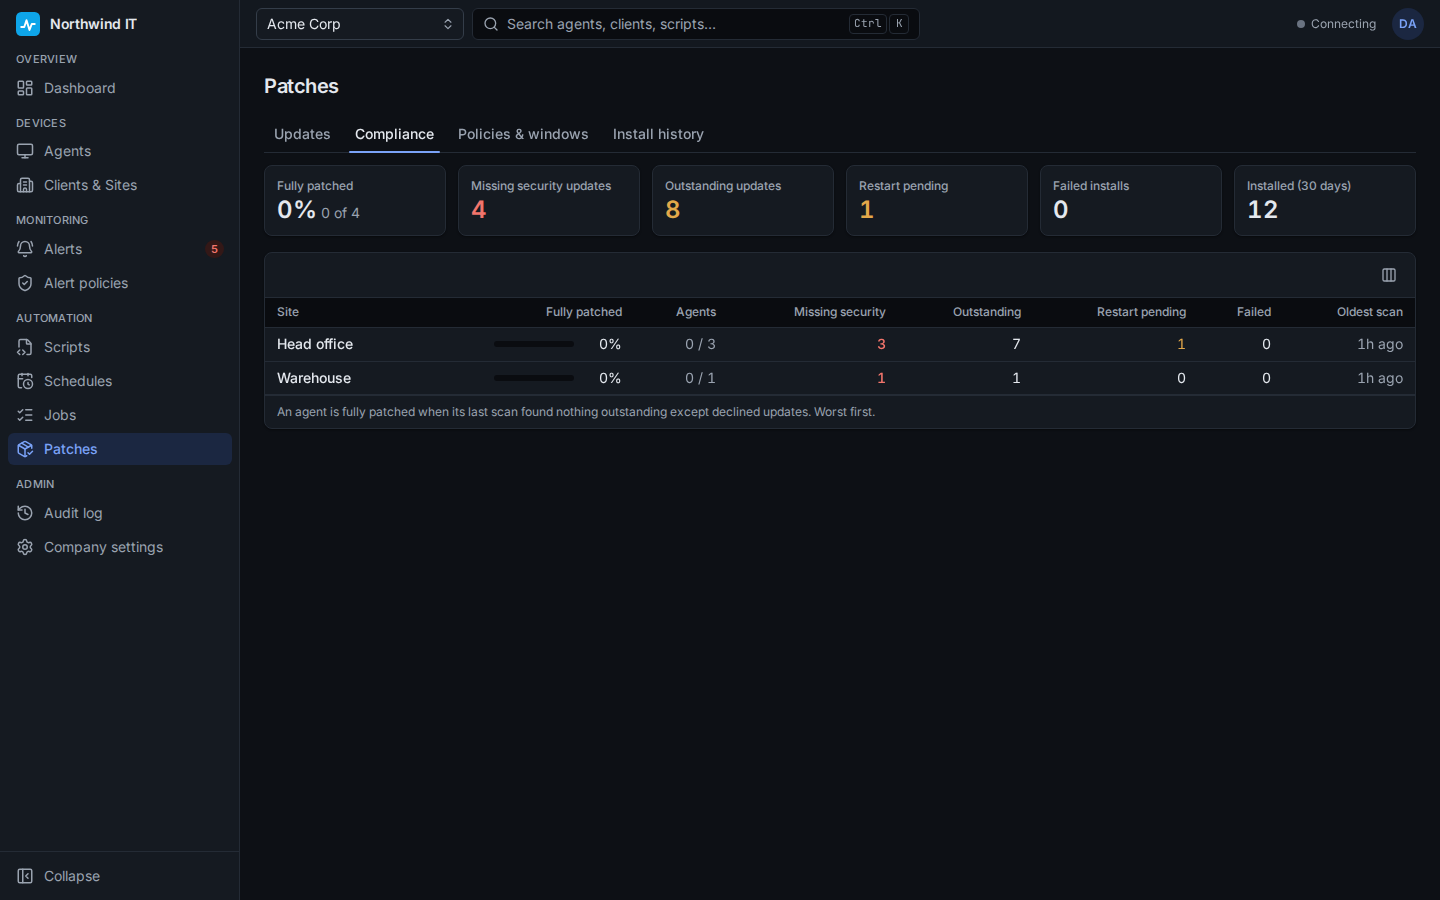 Northwind IT
Acme Corp
Search agents, clients, scripts...
Ctrl K
Connecting
DA
OVERVIEW
Dashboard
DEVICES
Agents
Clients & Sites
MONITORING
Alerts 5
Alert policies
AUTOMATION
Scripts
Schedules
Jobs
Patches
ADMIN
Audit log
Company settings
Collapse
Patches
Updates Compliance Policies & windows Install history
Fully patched
0% 0 of 4
Missing security updates
4
Outstanding updates
8
Restart pending
1
Failed installs
0
Installed (30 days)
12
Site Fully patched Agents Missing security Outstanding Restart pending Failed Oldest scan
Head office 0% 0 / 3 3 7 1 0 1h ago
Warehouse 0% 0 / 1 1 1 0 0 1h ago
An agent is fully patched when its last scan found nothing outstanding except declined updates. Worst first.